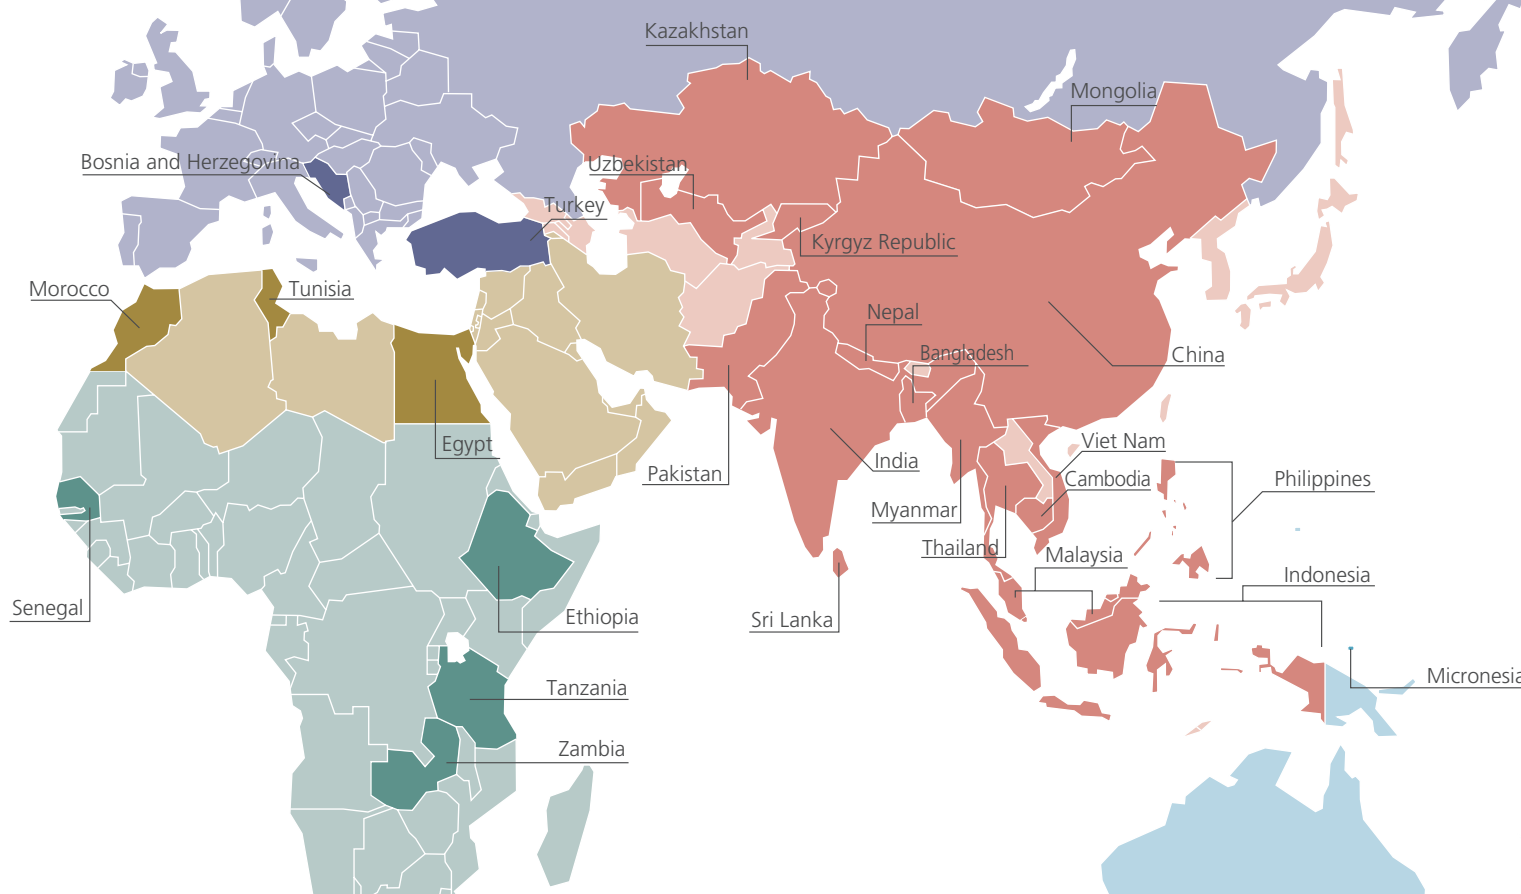 Kazakhstan
Mongolia
Bosnia and Herzegovina
Uzbekistan
Turkey
Kyrgyz Republic
Morocco
Tunisia
Nepal
Bangladesh
China
Egypt
Viet Nam
India
Pakistan
Cambodia
Philippines
Myanmar
Thailand
Malaysia
Indonesia
Senegal
Ethiopia
Sri Lanka
Micronesia
Tanzania
Zambia